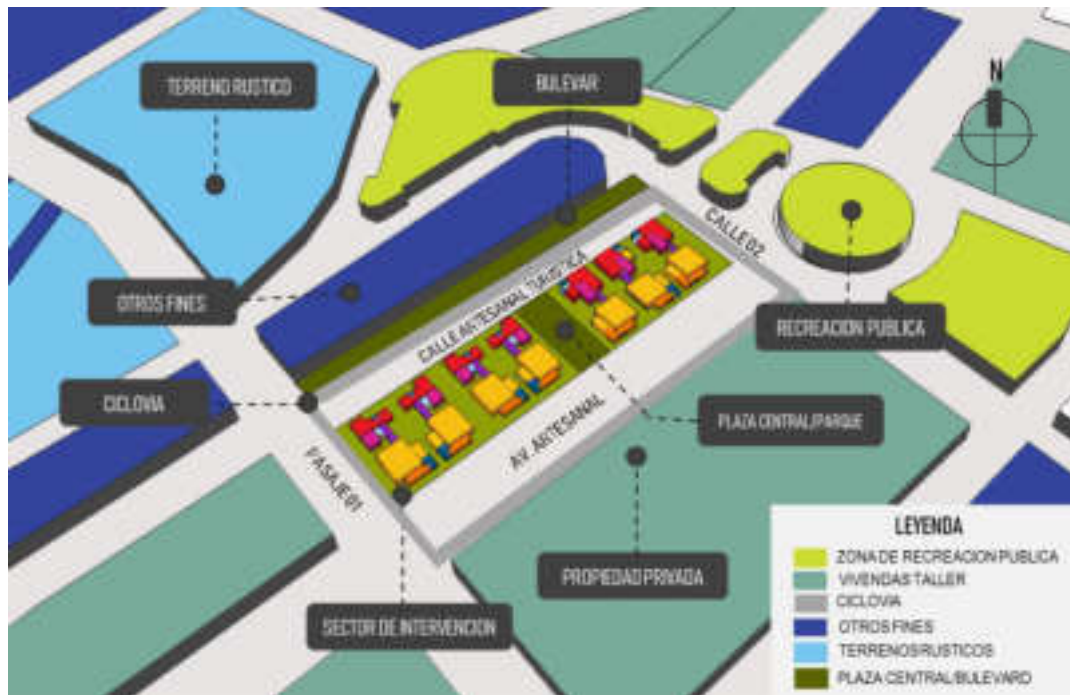 TERRENO RUSTICO
BULEVAR
N
CALLE 02
OTROS FINES
CALLE ARTESANAL TURISTICA
RECREACION PUBLICA
CICLOVIA
PLAZA CENTRAL/PARQUE
AV. ARTESANAL
PASAJE 01
PROPIEDAD PRIVADA
SECTOR DE INTERVENCION
LEYENDA
ZONA DE RECREACION PUBLICA
VIVENDAS TALLER
CICLOVIA
OTROS FINES
TERRENOS RUSTICOS
PLAZA CENTRAL/BULEVARD